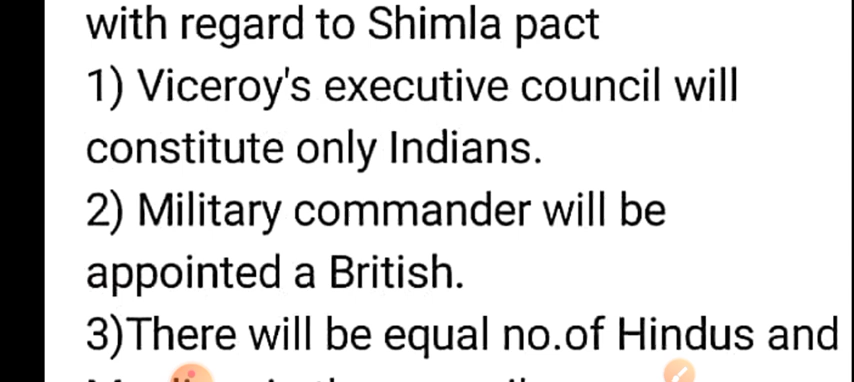 with regard to Shimla pact
1) Viceroy's executive council will
constitute only Indians.
2) Military commander will be
appointed a British.
3)There will be equal no.of Hindus and